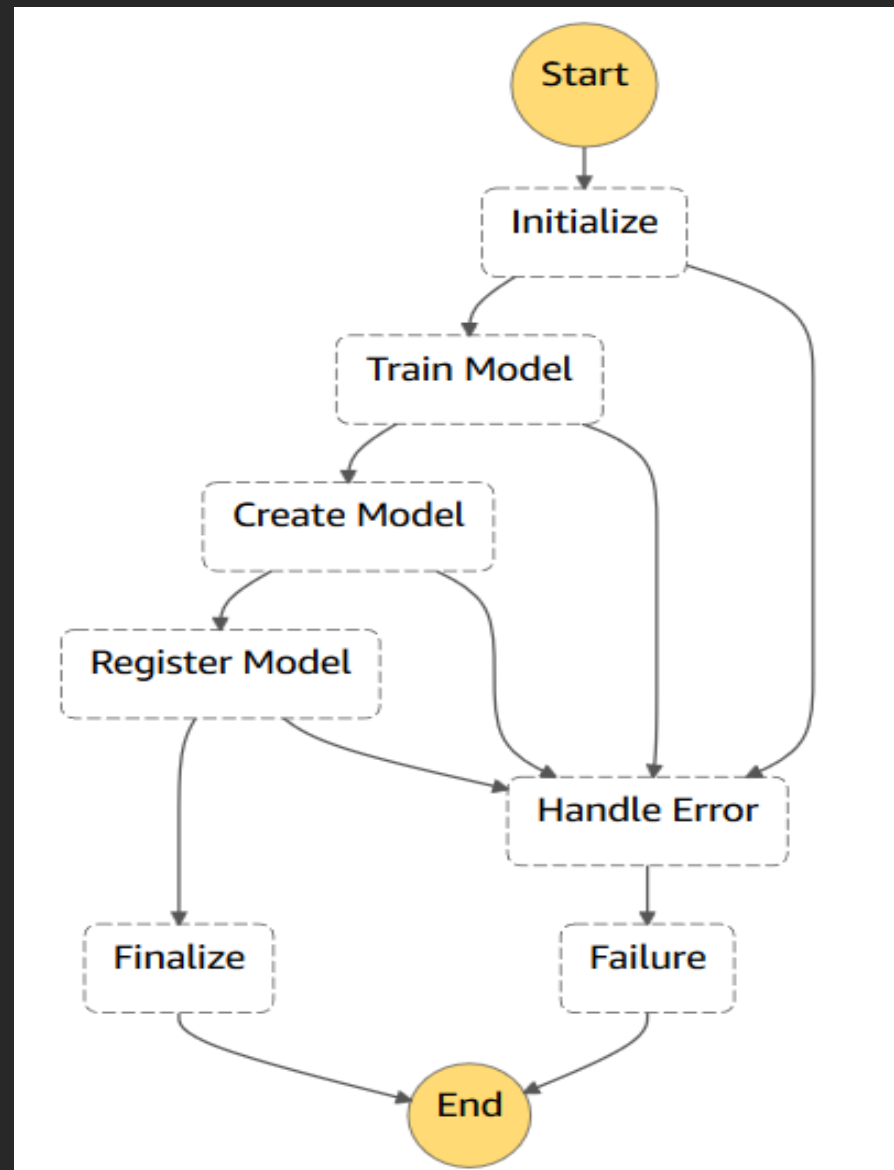 Start
Initialize
Train Model
Create Model
Register Model
Handle Error
Finalize
Failure
End